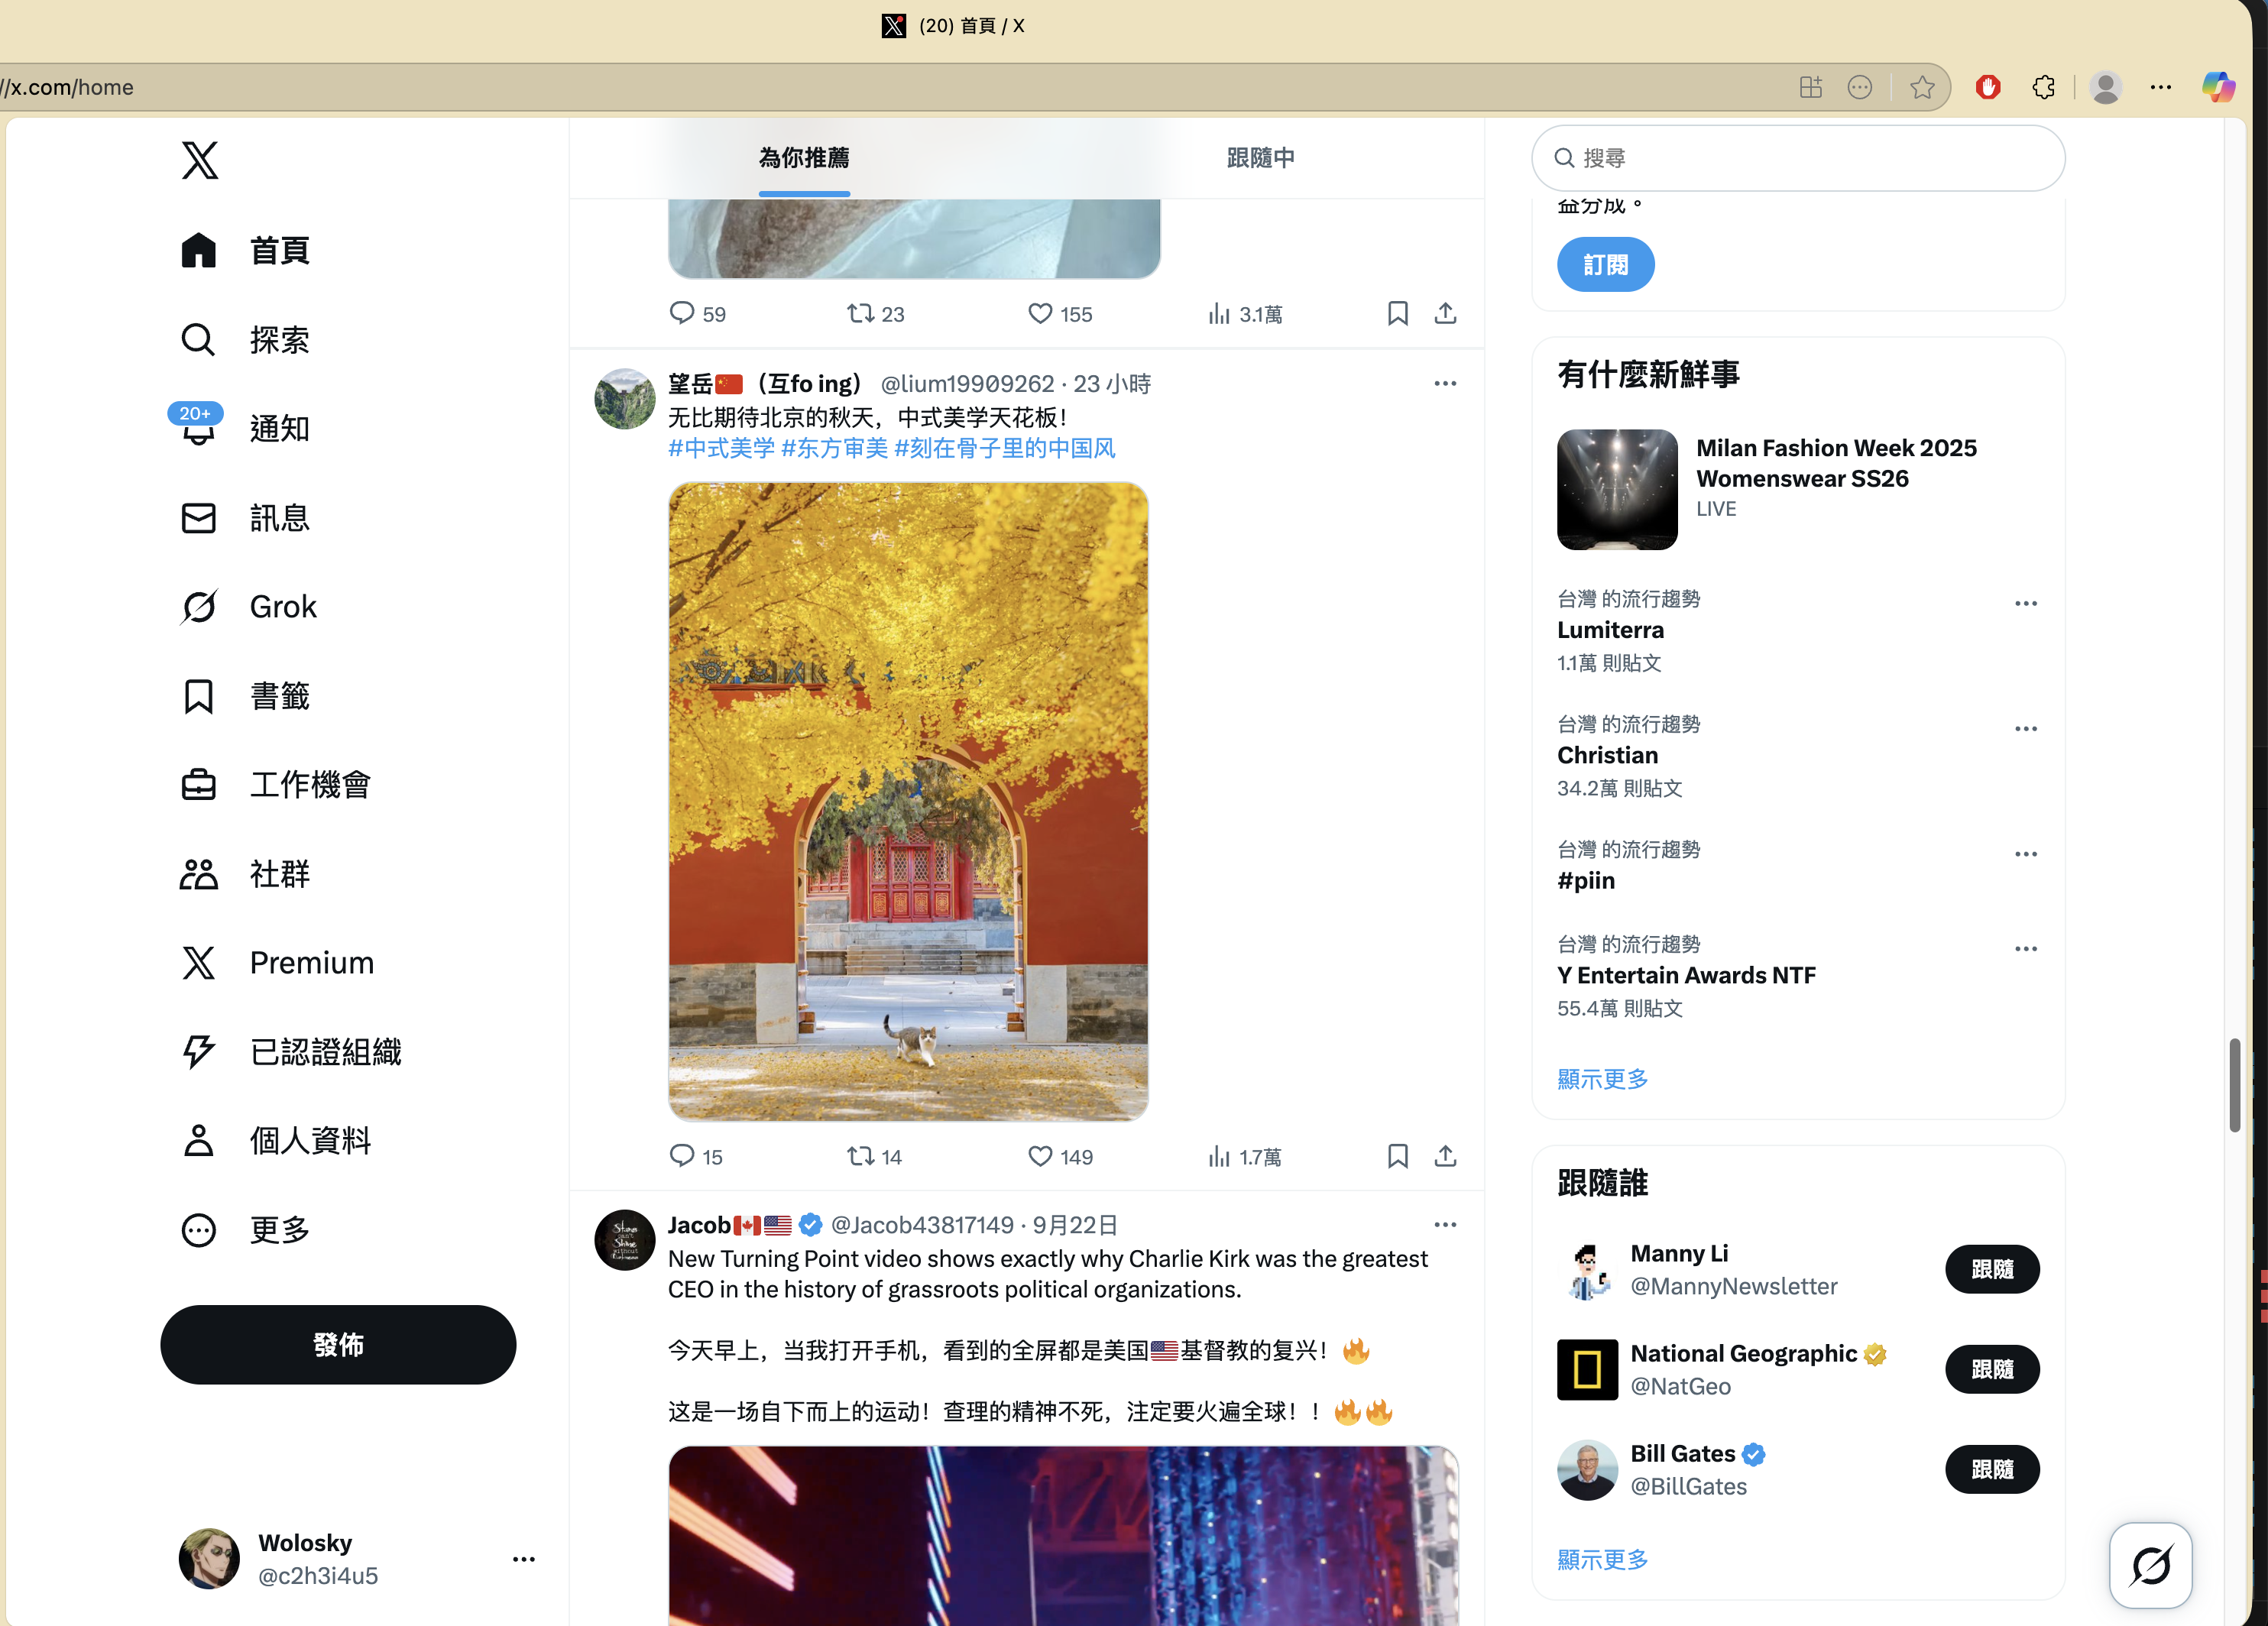 (20) 首頁 / X
//x.com/home
首頁
探索
20+
通知
訊息
Grok
書籤
工作機會
社群
Premium
已認證組織
個人資料
更多
發佈
Wolosky
@c2h3i4u5
為你推薦
跟隨中
59
23
155
3.1萬
望岳🇨🇳（互fo ing） @lium19909262 · 23 小時
无比期待北京的秋天，中式美学天花板！
#中式美学 #东方审美 #刻在骨子里的中国风
15
14
149
1.7萬
Jacob🇨🇦🇺🇸 @Jacob43817149 · 9月22日
New Turning Point video shows exactly why Charlie Kirk was the greatest
CEO in the history of grassroots political organizations.
今天早上，当我打开手机，看到的全屏都是美国🇺🇸基督教的复兴！🔥
这是一场自下而上的运动！查理的精神不死，注定要火遍全球！！🔥🔥
搜尋
益分成。
訂閱
有什麼新鮮事
Milan Fashion Week 2025
Womenswear SS26
LIVE
台灣 的流行趨勢
Lumiterra
1.1萬 則貼文
台灣 的流行趨勢
Christian
34.2萬 則貼文
台灣 的流行趨勢
#piin
台灣 的流行趨勢
Y Entertain Awards NTF
55.4萬 則貼文
顯示更多
跟隨誰
Manny Li
@MannyNewsletter
跟隨
National Geographic
@NatGeo
跟隨
Bill Gates
@BillGates
跟隨
顯示更多